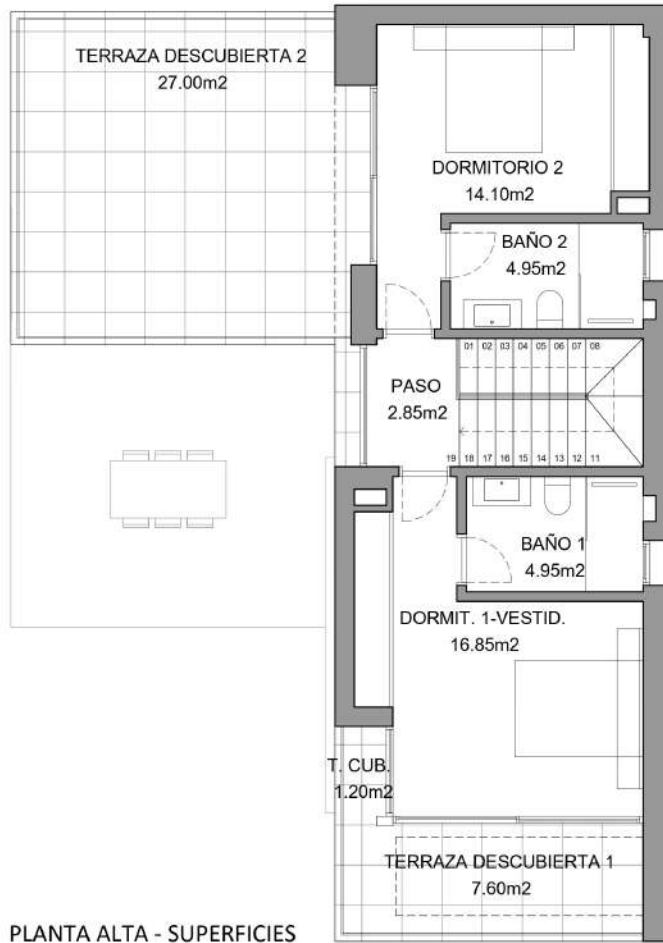 TERRAZA DESCUBIERTA 2
27.00m2
DORMITORIO 2
14.10m2
BAÑO 2
4.95m2
01 02 03 04 05 06 07 08
PASO
2.85m2
19 18 17 16 15 14 13 12 11
BAÑO 1
4.95m2
DORMIT. 1-VESTID.
16.85m2
T. CUB.
1.20m2
TERRAZA DESCUBIERTA 1
7.60m2
PLANTA ALTA - SUPERFICIES